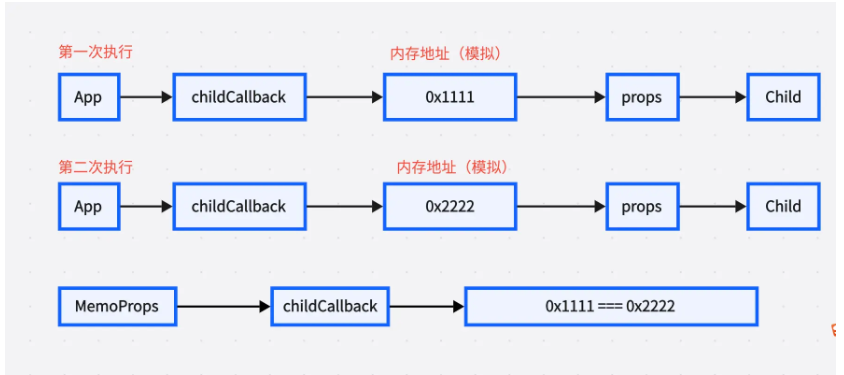 第一次执行 内存地址（模拟）
App childCallback 0x1111 props Child
第二次执行 内存地址（模拟）
App childCallback 0x2222 props Child
MemoProps childCallback 0x1111 === 0x2222